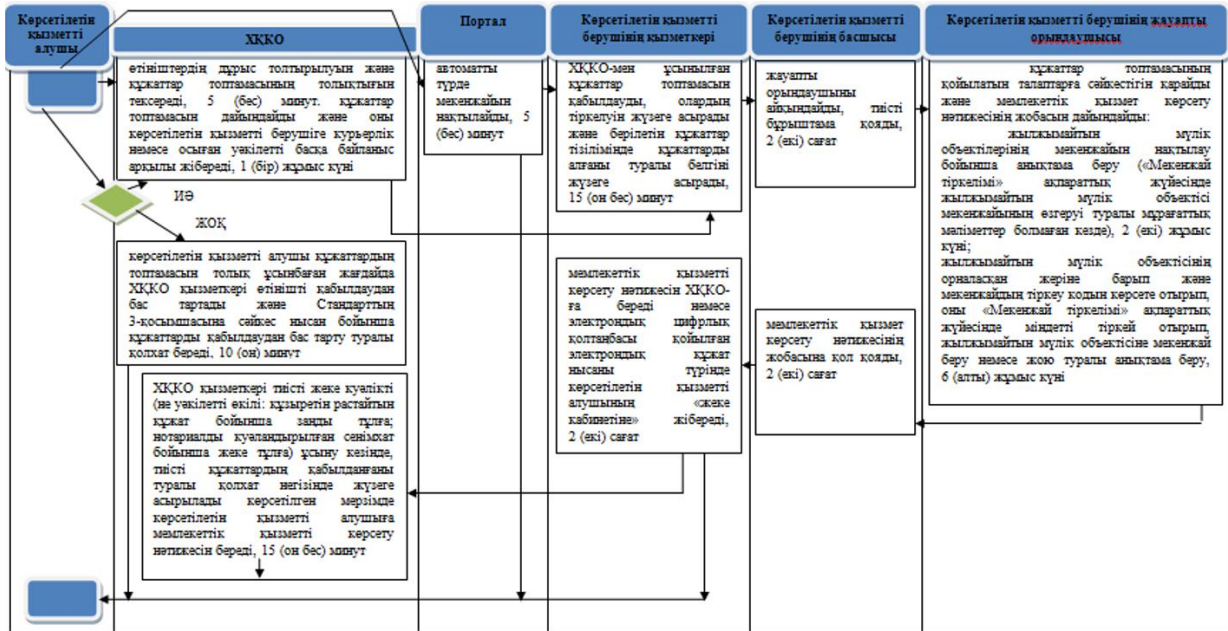 Көрсетілетін
қызметті
алушы
ХҚКО
Портал
Көрсетілетін қызметті
берушінің қызметкері
Көрсетілетін қызметті
берушінің басшысы
Көрсетілетін қызметті берушінің жауапты
орындаушысы
өтініштердің дұрыс толтырылуын және
құжаттар топтамасының толықтығын
тексереді, 5 (бес) минут. құжаттар
топтамасын дайындайды және оны
көрсетілетін қызметті берушіге курьерлік
немесе осыған уәкілетті басқа байланыс
арқылы жібереді, 1 (бір) жұмыс күні
ИӘ
ЖОҚ
көрсетілетін қызметті алушы құжаттардың
топтамасын толық ұсынбаған жағдайда
ХҚКО қызметкері өтінішті қабылдаудан
бас тартады және Стандарттың
3-қосымшасына сәйкес нысан бойынша
құжаттарды қабылдаудан бас тарту туралы
қолхат береді, 10 (он) минут
ХҚКО қызметкері тиісті жеке куәлікті
(не уәкілетті өкілі: құзыретін растайтын
құжат бойынша заңды тұлға;
нотариалды куәландырылған сенімхат
бойынша жеке тұлға) ұсыну кезінде,
тиісті құжаттардың қабылданғаны
туралы қолхат негізінде жүзеге
асырылады көрсетілген мерзімде
көрсетілетін қызметті алушыға
мемлекеттік қызметті көрсету
нәтижесін береді, 15 (он бес) минут
автоматты
түрде
мекенжайын
нақтылайды, 5
(бес) минут
ХҚКО-мен ұсынылған
құжаттар топтамасын
қабылдауды, олардың
тіркелуін жүзеге асырады
және берілетін құжаттар
тізілімінде құжаттарды
алғаны туралы белгіні
жүзеге асырады,
15 (он бес) минут
мемлекеттік қызметті
көрсету нәтижесін ХҚКО-
ға береді немесе
электрондық цифрлық
қолтаңбасы қойылған
электрондық құжат
нысаны түрінде
көрсетілетін қызметті
алушының «жеке
кабинетіне» жібереді,
2 (екі) сағат
жауапты
орындаушыны
айқындайды, тиісті
бұрыштама қояды,
2 (екі) сағат
мемлекеттік қызмет
көрсету нәтижесінің
жобасына қол қояды,
2 (екі) сағат
құжаттар топтамасының
қойылатын талаптарға сәйкестігін қарайды
және мемлекеттік қызмет көрсету
нәтижесінің жобасын дайындайды:
жылжымайтын мүлік
объектілерінің мекенжайын нақтылау
бойынша анықтама беру («Мекенжай
тіркелімі» ақпараттық жүйесінде
жылжымайтын мүлік объектісі
мекенжайының өзгеруі туралы мұрағаттық
мәліметтер болмаған кезде), 2 (екі) жұмыс
күні;
жылжымайтын мүлік объектісінің
орналасқан жеріне барып және
мекенжайдың тіркеу кодын көрсете отырып,
оны «Мекенжай тіркелімі» ақпараттық
жүйесінде міндетті тіркей отырып,
жылжымайтын мүлік объектісіне мекенжай
беру немесе жою туралы анықтама беру,
6 (алты) жұмыс күні